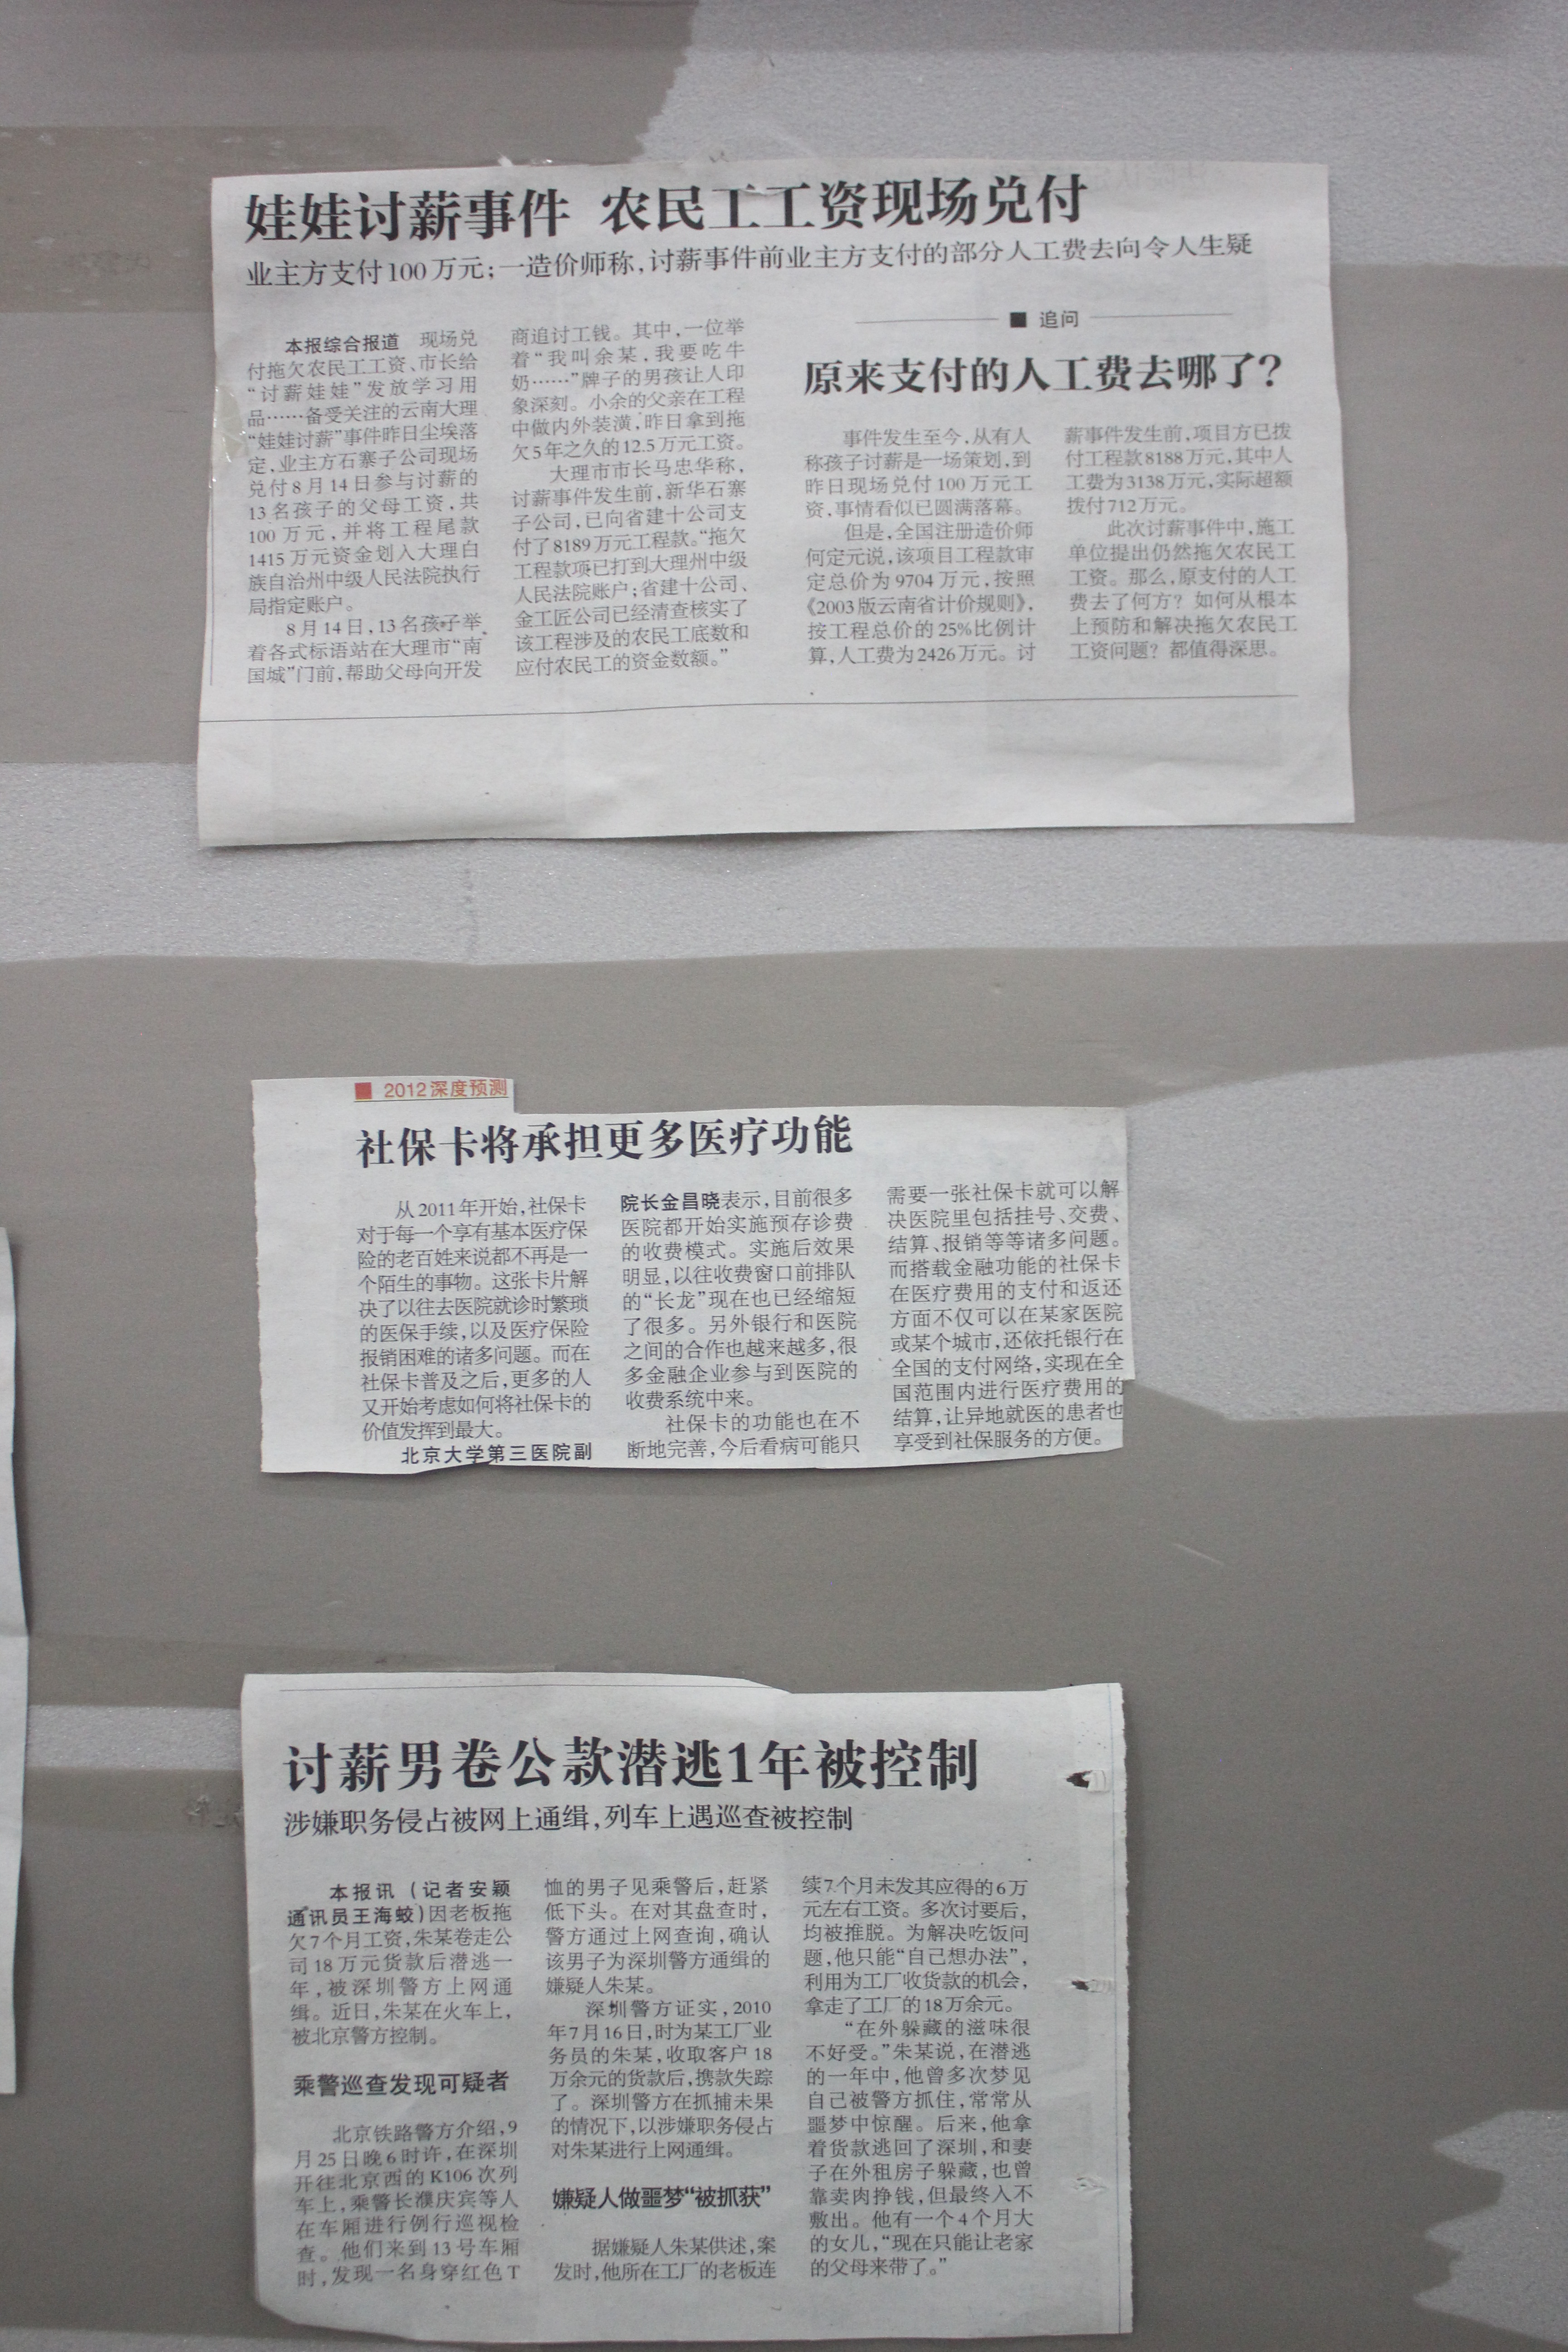 娃娃讨薪事件 农民工工资现场兑付
业主方支付100万元;一造价师称,讨薪事件前业主方支付的部分人工费去向令人生疑
本报综合报道 现场兑
付拖欠农民工工资、市长给
“讨薪娃娃”发放学习用
品……备受关注的云南大理
“娃娃讨薪”事件昨日尘埃落
定,业主方石寨子公司现场
兑付8月14日参与讨薪的
13名孩子的父母工资,共
100万元,并将工程尾款
1415万元资金划入大理白
族自治州中级人民法院执行
局指定账户。
8月14日,13名孩子举
着各式标语站在大理市“南
国城”门前,帮助父母向开发
商追讨工钱。其中,一位举
着“我叫余某,我要吃牛
奶……”牌子的男孩让人印
象深刻。小余的父亲在工程
中做内外装潢,昨日拿到拖
欠5年之久的12.5万元工资。
大理市市长马忠华称,
讨薪事件发生前,新华石寨
子公司,已向省建十公司支
付了8189万元工程款。“拖欠
工程款项已打到大理州中级
人民法院账户;省建十公司、
金工匠公司已经清查核实了
该工程涉及的农民工底数和
应付农民工的资金数额。”
■ 追问
原来支付的人工费去哪了?
事件发生至今,从有人
称孩子讨薪是一场策划,到
昨日现场兑付100万元工
资,事情看似已圆满落幕。
但是,全国注册造价师
何定元说,该项目工程款审
定总价为9704万元,按照
《2003版云南省计价规则》,
按工程总价的25%比例计
算,人工费为2426万元。讨
薪事件发生前,项目方已拨
付工程款8188万元,其中人
工费为3138万元,实际超额
拨付712万元。
此次讨薪事件中,施工
单位提出仍然拖欠农民工
工资。那么,原支付的人工
费去了何方?如何从根本
上预防和解决拖欠农民工
工资问题?都值得深思。
■ 2012深度预测
社保卡将承担更多医疗功能
从2011年开始,社保卡
对于每一个享有基本医疗保
险的老百姓来说都不再是一
个陌生的事物。这张卡片解
决了以往去医院就诊时繁琐
的医保手续,以及医疗保险
报销困难的诸多问题。而在
社保卡普及之后,更多的人
又开始考虑如何将社保卡的
价值发挥到最大。
北京大学第三医院副
院长金昌晓表示,目前很多
医院都开始实施预存诊费
的收费模式。实施后效果
明显,以往收费窗口前排队
的“长龙”现在也已经缩短
了很多。另外银行和医院
之间的合作也越来越多,很
多金融企业参与到医院的
收费系统中来。
社保卡的功能也在不
断地完善,今后看病可能只
需要一张社保卡就可以解
决医院里包括挂号、交费、
结算、报销等等诸多问题。
而搭载金融功能的社保卡
在医疗费用的支付和返还
方面不仅可以在某家医院
或某个城市,还依托银行在
全国的支付网络,实现在全
国范围内进行医疗费用的
结算,让异地就医的患者也
享受到社保服务的方便。
讨薪男卷公款潜逃1年被控制
涉嫌职务侵占被网上通缉,列车上遇巡查被控制
本报讯(记者安颖
通讯员王海蛟)因老板拖
欠7个月工资,朱某卷走公
司18万元货款后潜逃一
年,被深圳警方上网通
缉。近日,朱某在火车上,
被北京警方控制。
乘警巡查发现可疑者
北京铁路警方介绍,9
月25日晚6时许,在深圳
开往北京西的K106次列
车上,乘警长濮庆宾等人
在车厢进行例行巡视检
查。他们来到13号车厢
时,发现一名身穿红色T
恤的男子见乘警后,赶紧
低下头。在对其盘查时,
警方通过上网查询,确认
该男子为深圳警方通缉的
嫌疑人朱某。
深圳警方证实,2010
年7月16日,时为某工厂业
务员的朱某,收取客户18
万余元的货款后,携款失踪
了。深圳警方在抓捕未果
的情况下,以涉嫌职务侵占
对朱某进行上网通缉。
嫌疑人做噩梦“被抓获”
据嫌疑人朱某供述,案
发时,他所在工厂的老板连
续7个月未发其应得的6万
元左右工资。多次讨要后,
均被推脱。为解决吃饭问
题,他只能“自己想办法”,
利用为工厂收货款的机会,
拿走了工厂的18万余元。
“在外躲藏的滋味很
不好受。”朱某说,在潜逃
的一年中,他曾多次梦见
自己被警方抓住,常常从
噩梦中惊醒。后来,他拿
着货款逃回了深圳,和妻
子在外租房子躲藏,也曾
靠卖肉挣钱,但最终入不
敷出。他有一个4个月大
的女儿,“现在只能让老家
的父母来带了。”